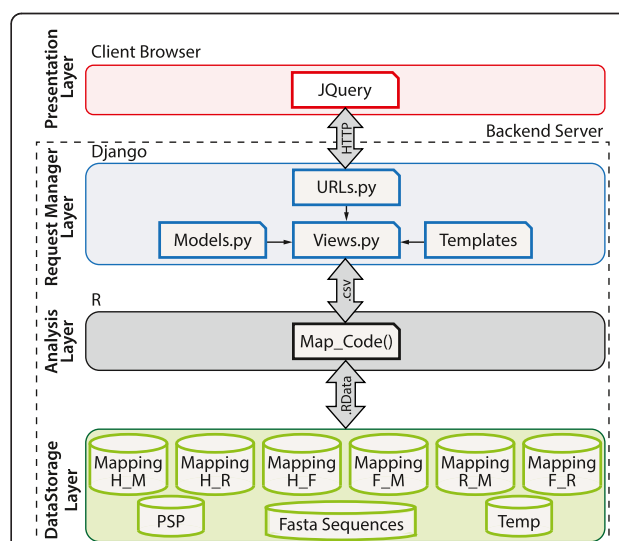 Presentation
Layer
Client Browser
JQuery
HTTP
Backend Server
Request Manager
Layer
Django
URLs.py
Models.py
Views.py
Templates
.csv
Analysis
Layer
R
Map_Code()
.RData
DataStorage
Layer
Mapping
H_M
Mapping
H_R
Mapping
H_F
Mapping
F_M
Mapping
R_M
Mapping
F_R
PSP
Fasta Sequences
Temp